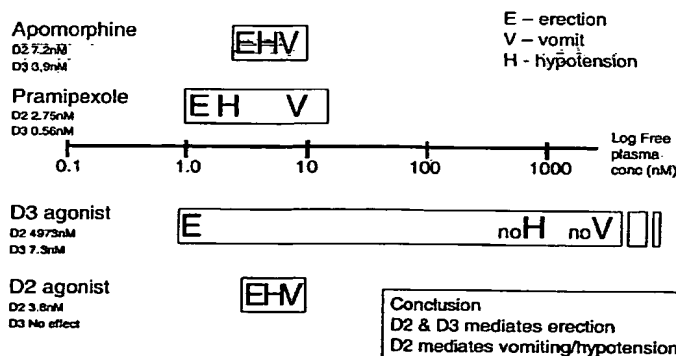 Apomorphine
D2 7.2nM
D3 3.9nM
EHV
E – erection
V – vomit
H - hypotension
Pramipexole
D2 2.75nM
D3 0.56nM
E H V
0.1 1.0 10 100 1000
Log Free
plasma
conc (nM)
D3 agonist
D2 4973nM
D3 7.3nM
E noH noV
D2 agonist
D2 3.8nM
D3 No effect
EHV
Conclusion
D2 & D3 mediates erection
D2 mediates vomiting/hypotension